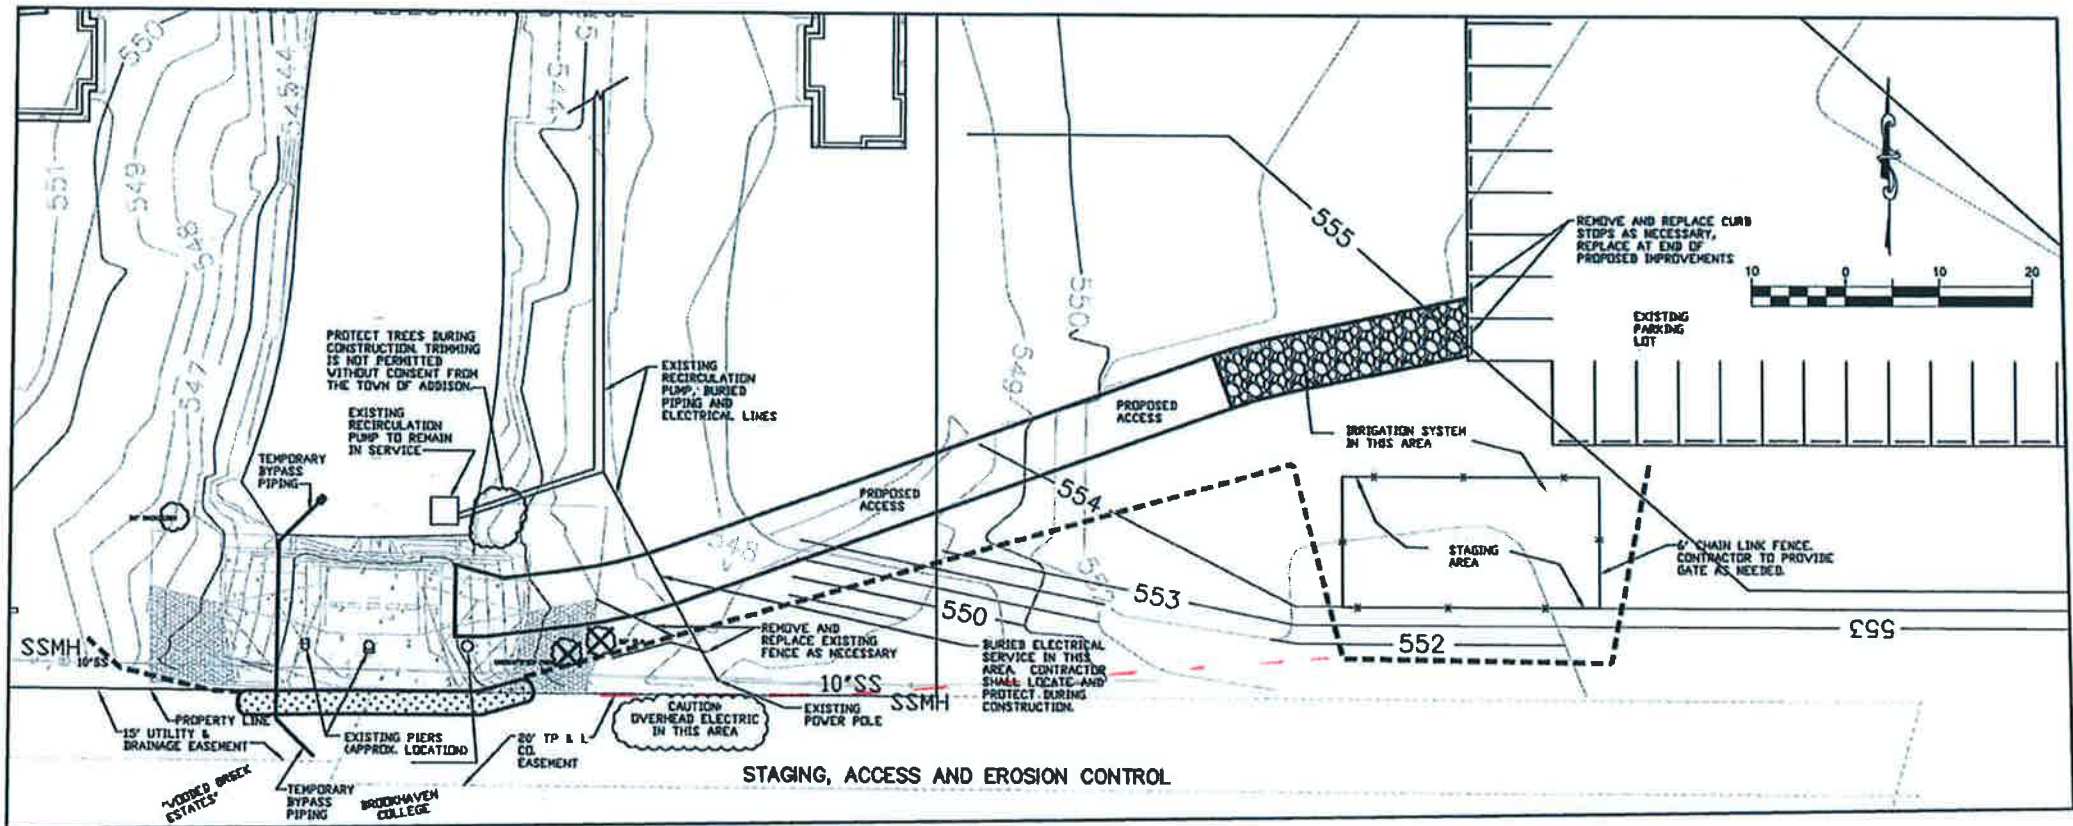 550
544
544
551
549
548
547
555
REMOVE AND REPLACE CURB
STOPS AS NECESSARY,
REPLACE AT END OF
PROPOSED IMPROVEMENTS
10 0 10 20
EXISTING
PARKING
LOT
PROTECT TREES DURING
CONSTRUCTION. TRIMMING
IS NOT PERMITTED
WITHOUT CONSENT FROM
THE TOWN OF ADDISON.
EXISTING
RECIRCULATION
PUMP TO REMAIN
IN SERVICE
EXISTING
RECIRCULATION
PUMP, BURIED
PIPING AND
ELECTRICAL LINES
550
549
PROPOSED
ACCESS
IRRIGATION SYSTEM
IN THIS AREA
TEMPORARY
BYPASS
PIPING
PROPOSED
ACCESS
554
548
STAGING
AREA
6' CHAIN LINK FENCE.
CONTRACTOR TO PROVIDE
GATE AS NEEDED.
553
550
552
553
REMOVE AND
REPLACE EXISTING
FENCE AS NECESSARY
BURIED ELECTRICAL
SERVICE IN THIS
AREA. CONTRACTOR
SHALL LOCATE AND
PROTECT DURING
CONSTRUCTION.
SSMH
10"SS
10"SS
SSMH
PROPERTY LINE
15' UTILITY &
DRAINAGE EASEMENT
EXISTING PIERS
(APPROX. LOCATION)
20' TP & L
CO.
EASEMENT
CAUTION:
OVERHEAD ELECTRIC
IN THIS AREA
EXISTING
POWER POLE
STAGING, ACCESS AND EROSION CONTROL
"WOODED CREEK
ESTATES"
TEMPORARY
BYPASS
PIPING
BROOKHAVEN
COLLEGE